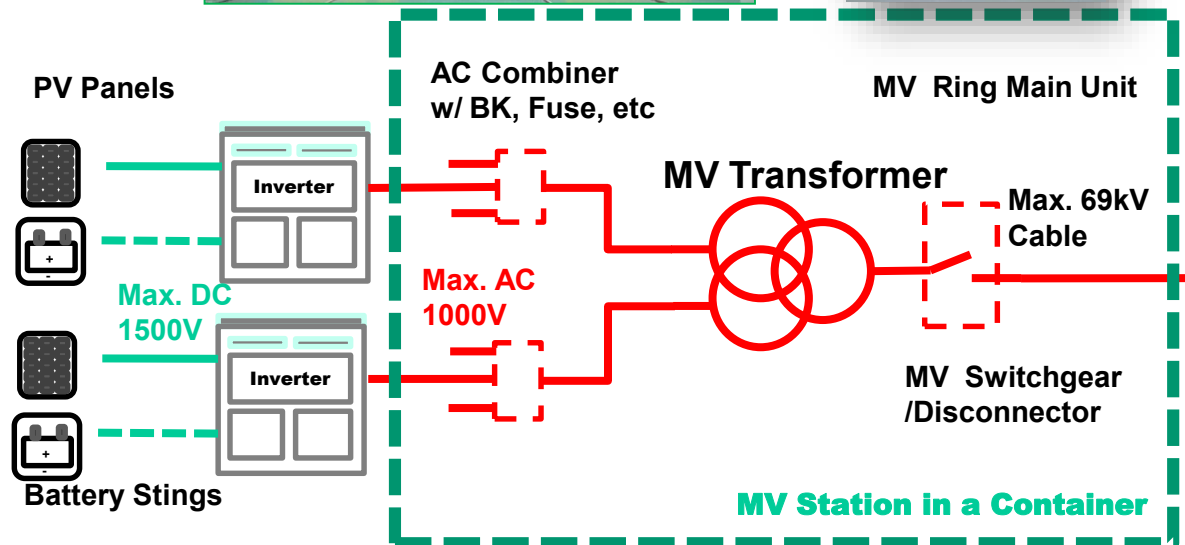 PV Panels
AC Combiner
w/ BK, Fuse, etc
MV Ring Main Unit
Inverter
MV Transformer
Max. 69kV
Cable
+
-
Max. DC
1500V
Max. AC
1000V
Inverter
MV Switchgear
/Disconnector
+
-
Battery Stings
MV Station in a Container